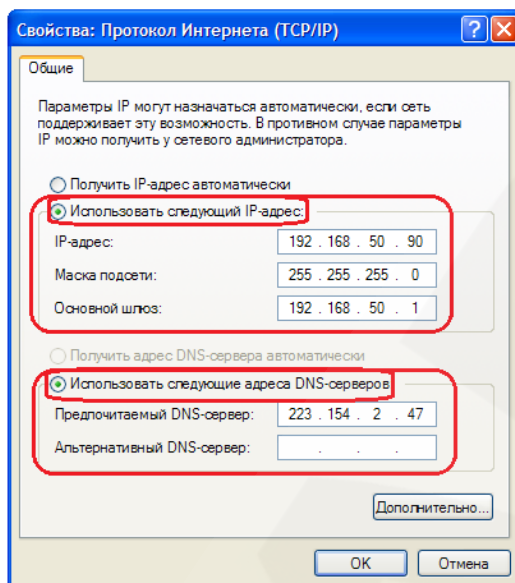 Свойства: Протокол Интернета (TCP/IP)
Общие
Параметры IP могут назначаться автоматически, если сеть
поддерживает эту возможность. В противном случае параметры
IP можно получить у сетевого администратора.
Получить IP-адрес автоматически
Использовать следующий IP-адрес:
IP-адрес: 192 . 168 . 50 . 90
Маска подсети: 255 . 255 . 255 . 0
Основной шлюз: 192 . 168 . 50 . 1
Получить адрес DNS-сервера автоматически
Использовать следующие адреса DNS-серверов
Предпочитаемый DNS-сервер: 223 . 154 . 2 . 47
Альтернативный DNS-сервер: . . .
Дополнительно...
OK Отмена